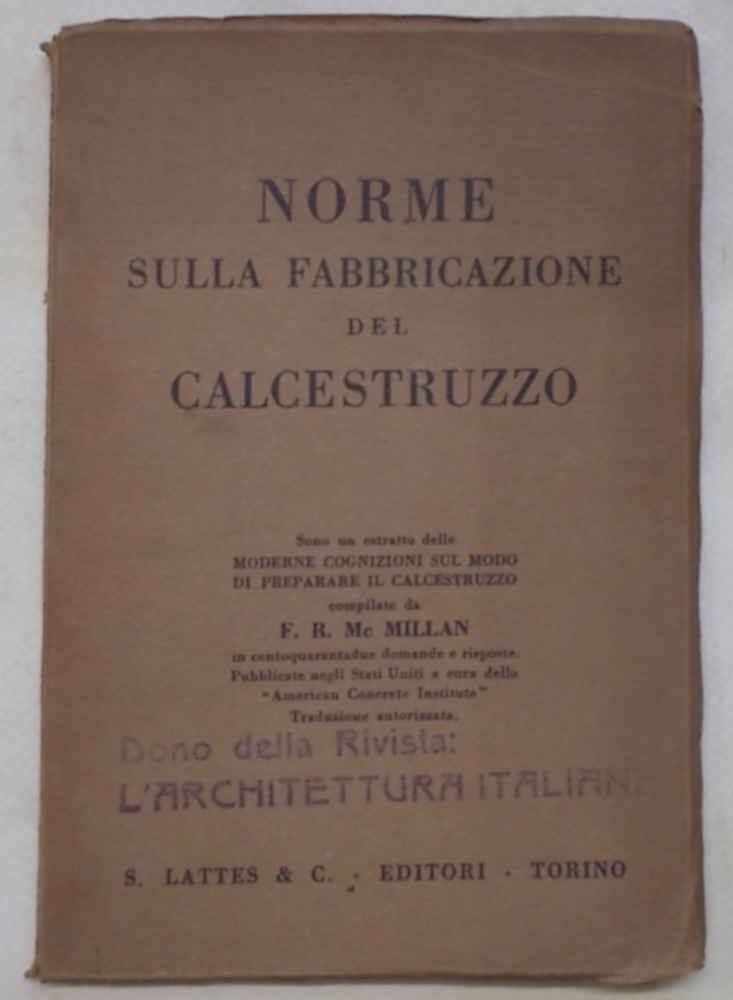 NORME
SULLA FABBRICAZIONE
DEL
CALCESTRUZZO
Sono un estratto delle
MODERNE COGNIZIONI SUL MODO
DI PREPARARE IL CALCESTRUZZO
compilate da
F. R. Mc MILLAN
in centoquarantadue domande e risposte.
Pubblicate negli Stati Uniti a cura dello
"American Concrete Institute"
Traduzione autorizzata.
Dono della Rivista:
L'ARCHITETTURA ITALIAN
S. LATTES & C. - EDITORI - TORINO